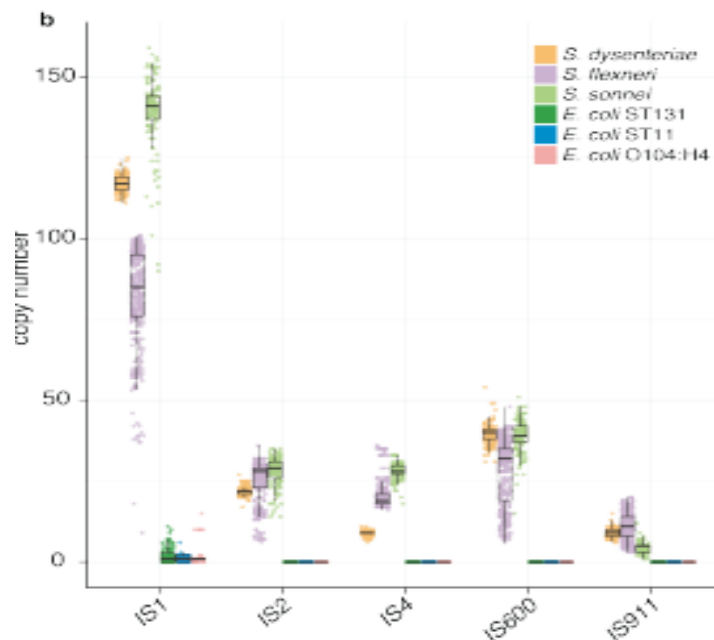 b
150
100
50
0
copy number
S. dysenteriae
S. flexneri
S. sonnei
E. coli ST131
E. coli ST11
E. coli O104:H4
IS1
IS2
IS4
IS600
IS911